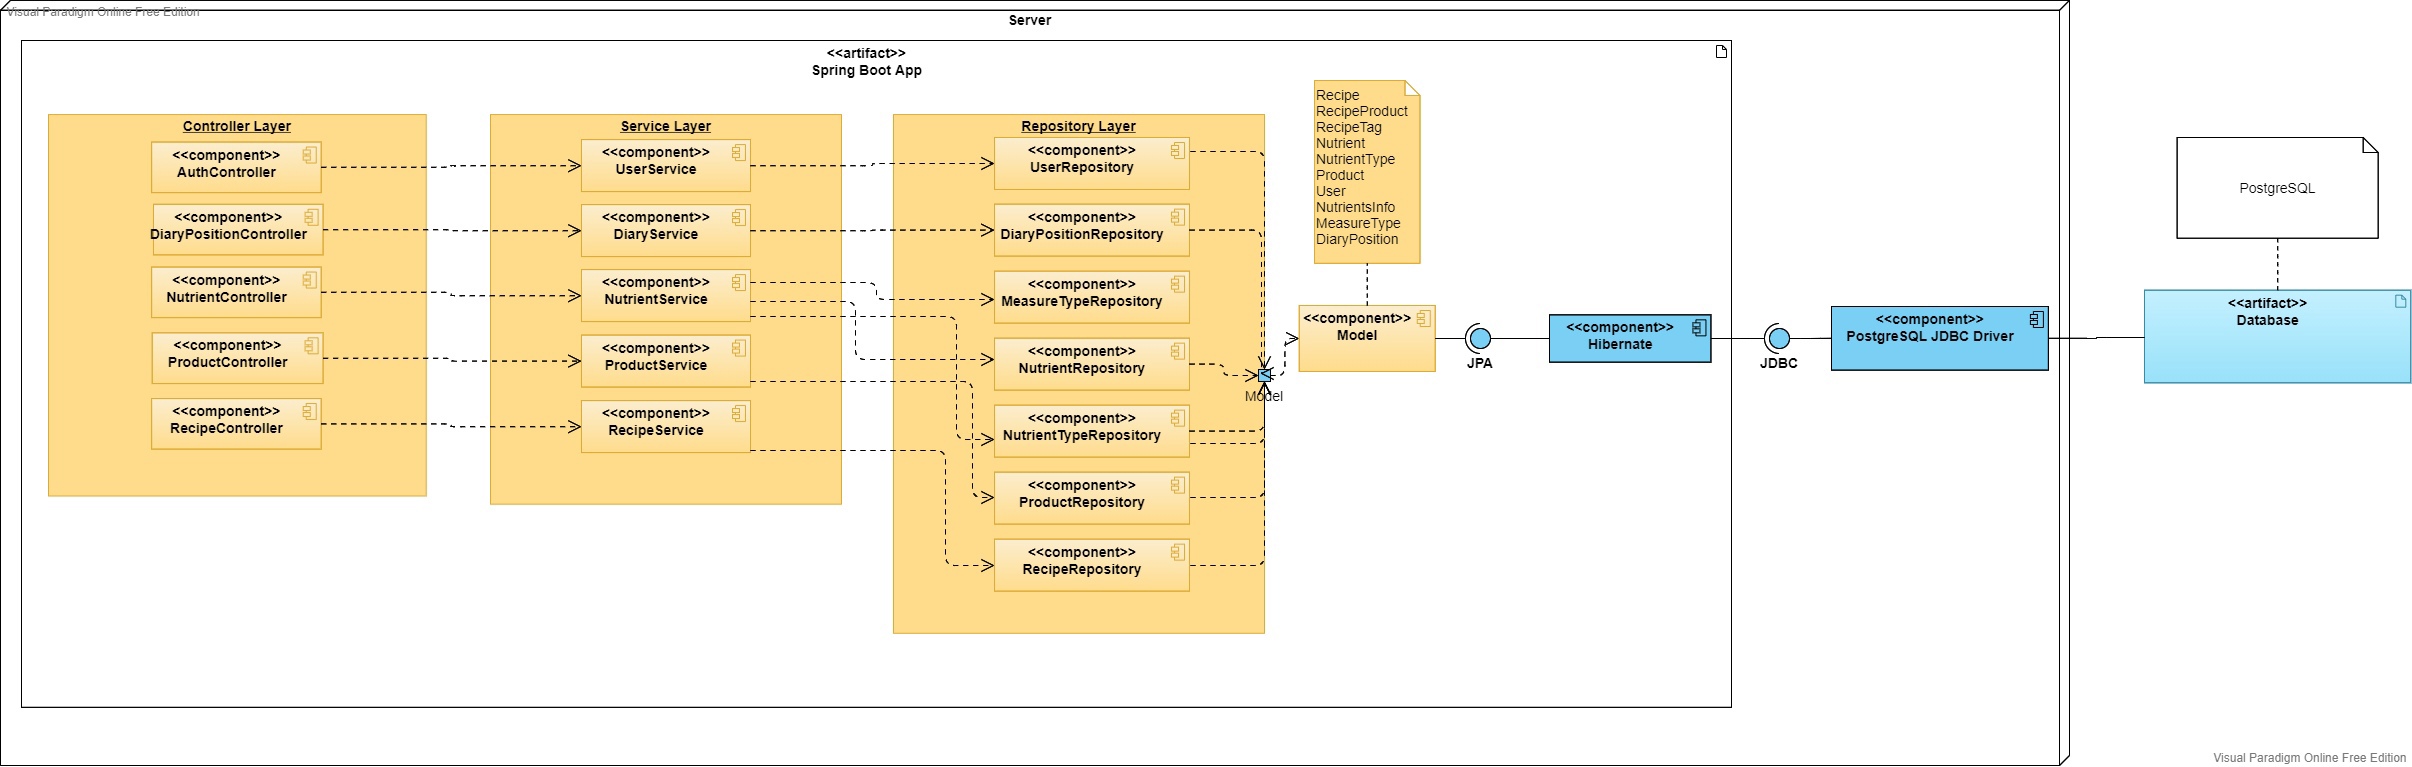 Visual Paradigm Online Free Edition
Server
<<artifact>>
Spring Boot App
Controller Layer
<<component>>
AuthController
<<component>>
DiaryPositionController
<<component>>
NutrientController
<<component>>
ProductController
<<component>>
RecipeController
Service Layer
<<component>>
UserService
<<component>>
DiaryService
<<component>>
NutrientService
<<component>>
ProductService
<<component>>
RecipeService
Repository Layer
<<component>>
UserRepository
<<component>>
DiaryPositionRepository
<<component>>
MeasureTypeRepository
<<component>>
NutrientRepository
<<component>>
NutrientTypeRepository
<<component>>
ProductRepository
<<component>>
RecipeRepository
Model
Recipe
RecipeProduct
RecipeTag
Nutrient
NutrientType
Product
User
NutrientsInfo
MeasureType
DiaryPosition
<<component>>
Model
JPA
<<component>>
Hibernate
JDBC
<<component>>
PostgreSQL JDBC Driver
PostgreSQL
<<artifact>>
Database
Visual Paradigm Online Free Edition